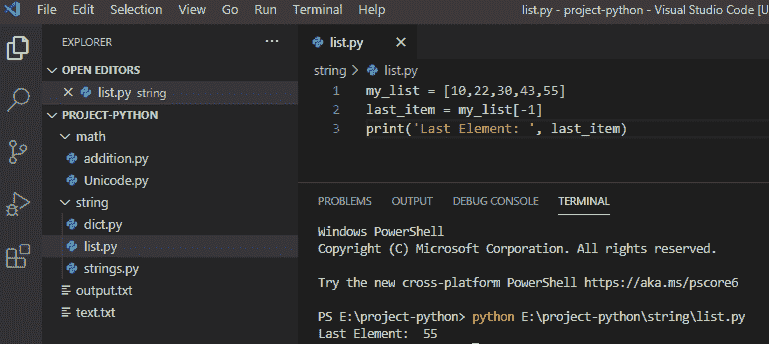 File Edit Selection View Go Run Terminal Help list.py - project-python - Visual Studio Code [U
EXPLORER
OPEN EDITORS
list.py string
PROJECT-PYTHON
math
addition.py
Unicode.py
string
dict.py
list.py
strings.py
output.txt
text.txt
list.py
string > list.py
1 my_list = [10,22,30,43,55]
2 last_item = my_list[-1]
3 print('Last Element: ', last_item)
PROBLEMS OUTPUT DEBUG CONSOLE TERMINAL
Windows PowerShell
Copyright (C) Microsoft Corporation. All rights reserved.
Try the new cross-platform PowerShell https://aka.ms/pscore6
PS E:\project-python> python E:\project-python\string\list.py
Last Element:  55